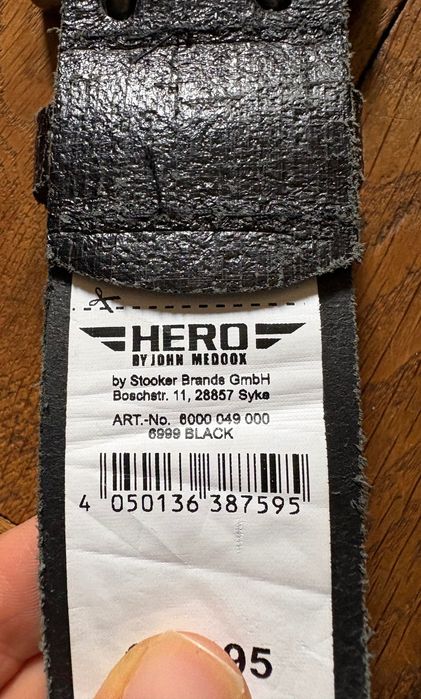 HERO
BY JOHN MEDOOX
by Stooker Brands GmbH
Boschstr. 11, 28857 Syke
ART.-No. 6000 049 000
6999 BLACK
4 050136 387595
95